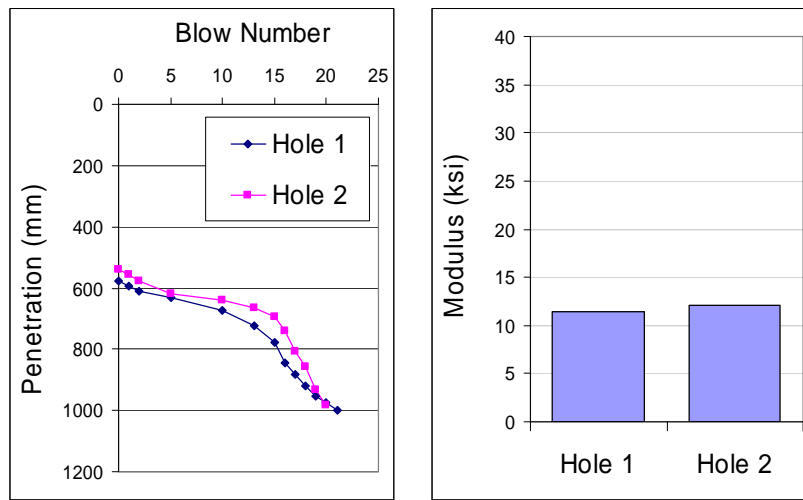 Blow Number
0 5 10 15 20 25
0
200
400
600
800
1000
1200
Penetration (mm)
Hole 1
Hole 2
40
35
30
25
20
15
10
5
0
Modulus (ksi)
Hole 1 Hole 2